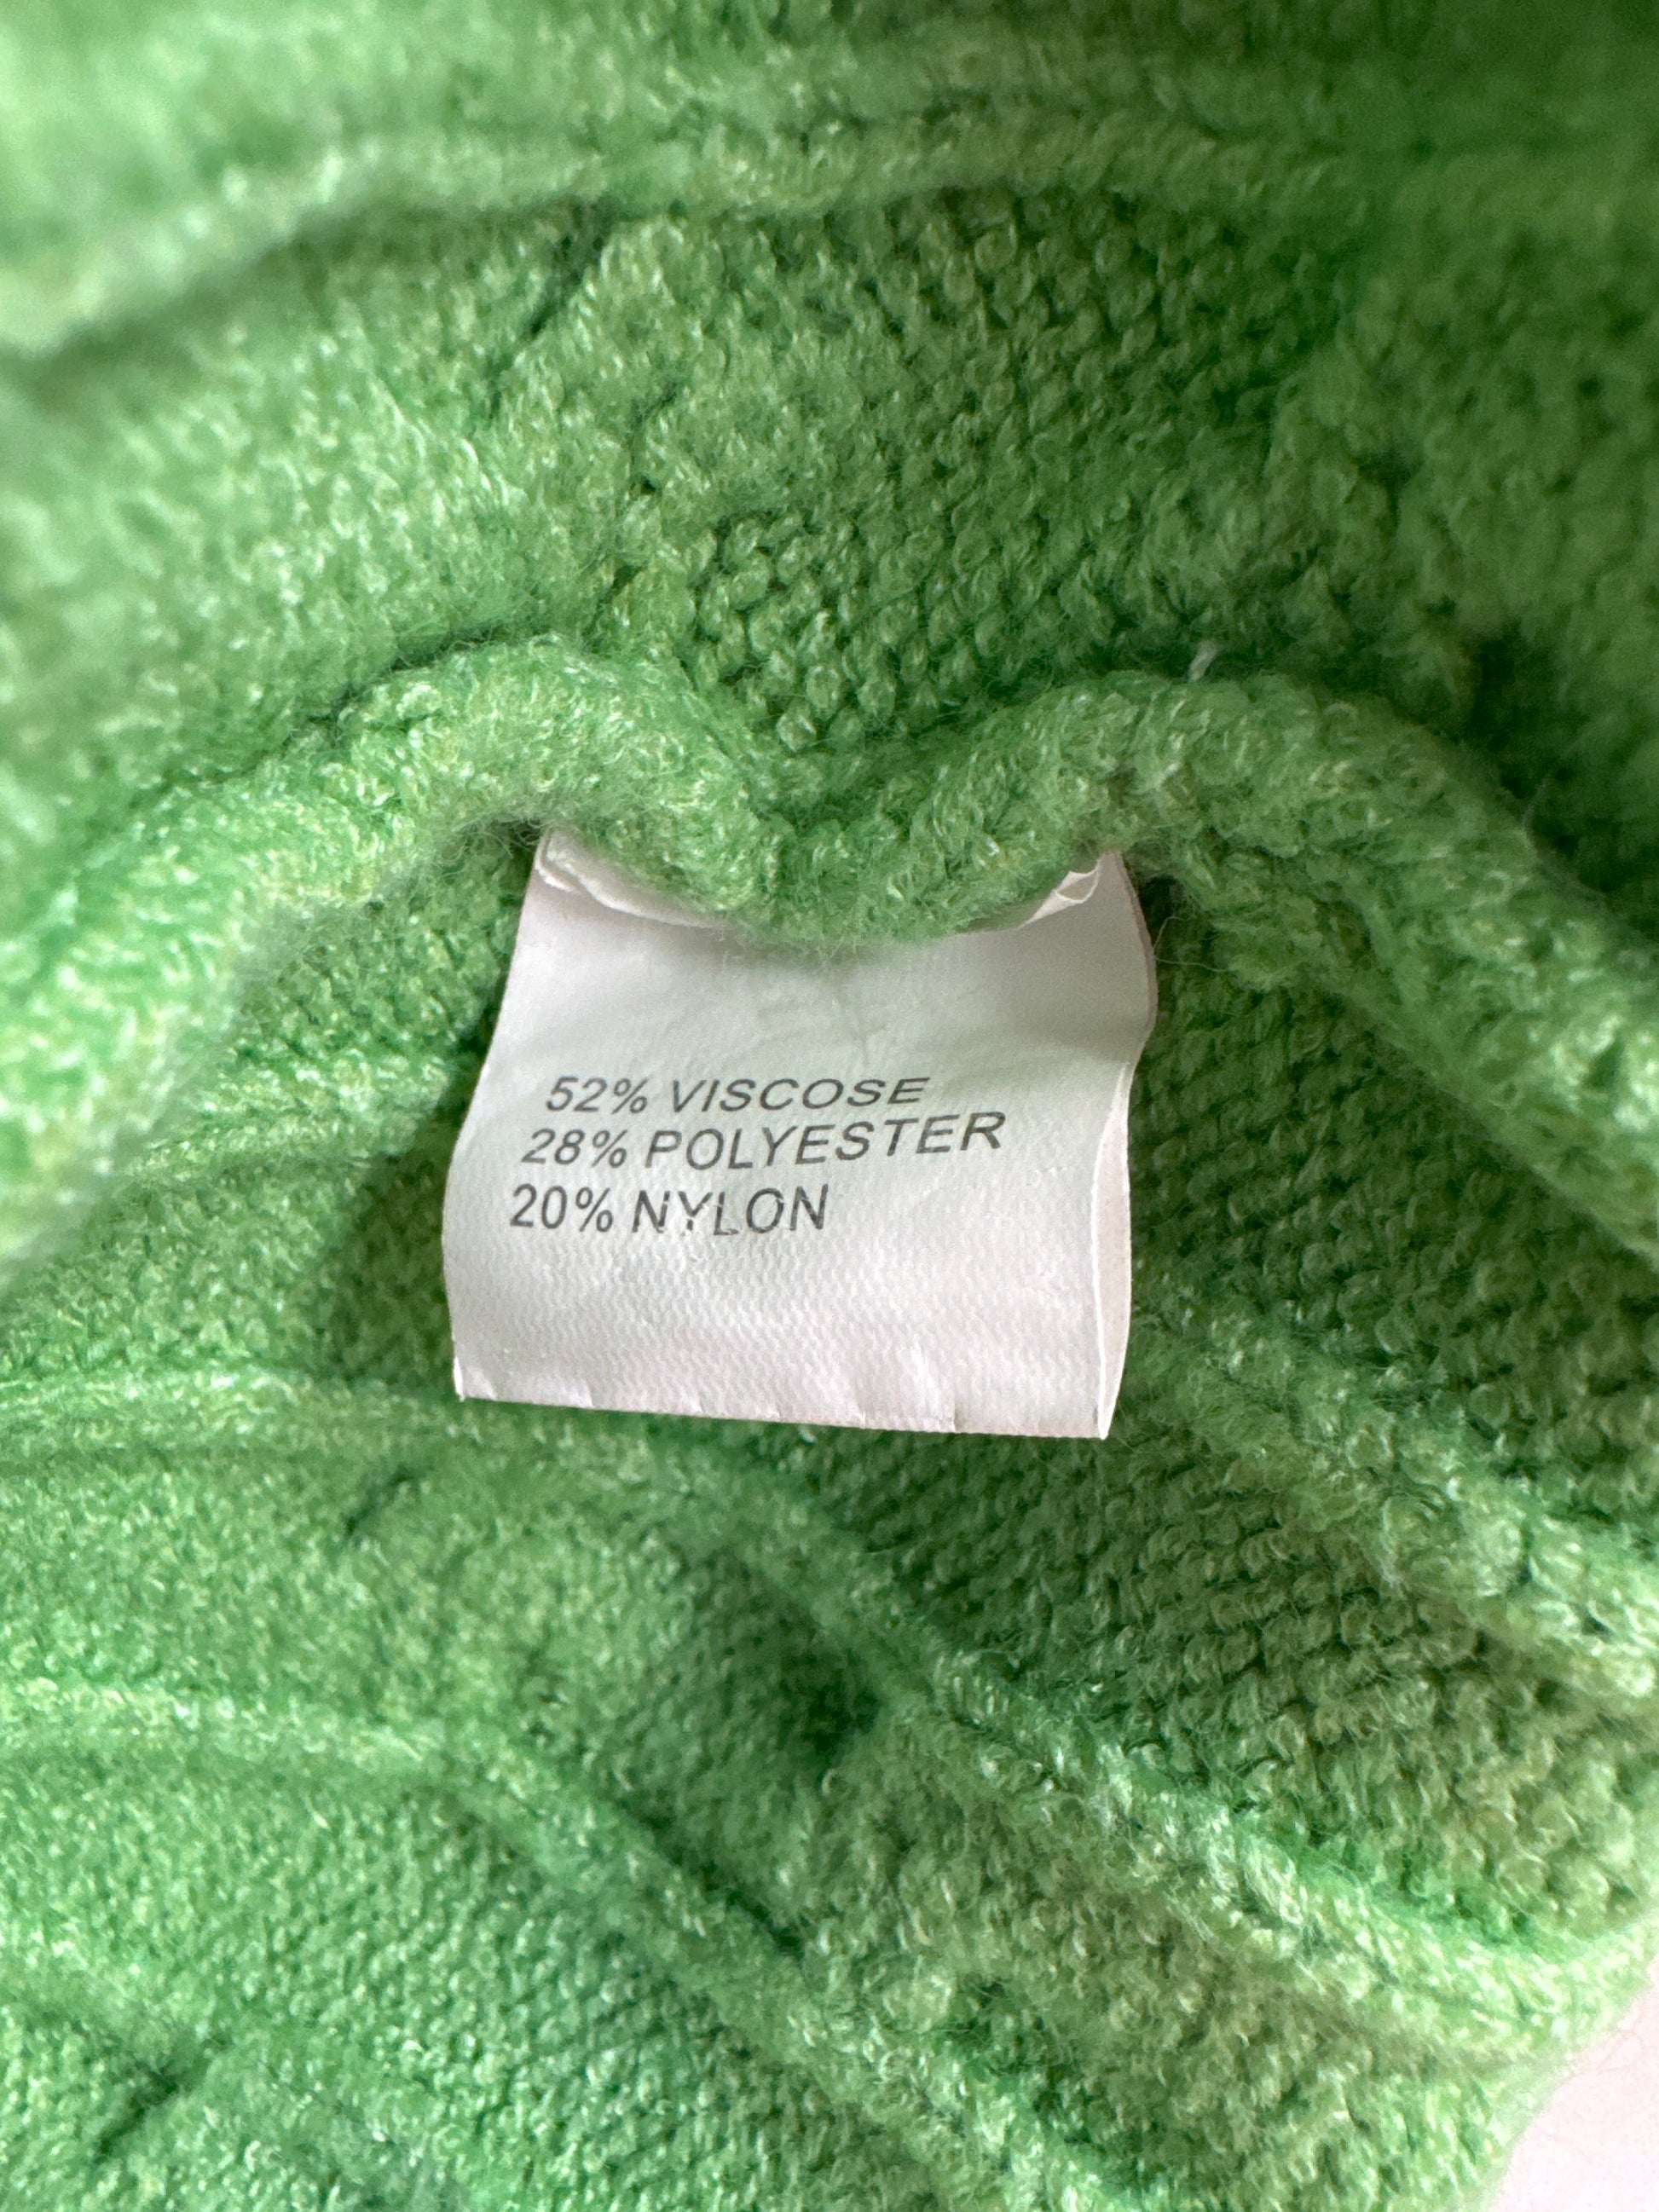 52% VISCOSE
28% POLYESTER
20% NYLON